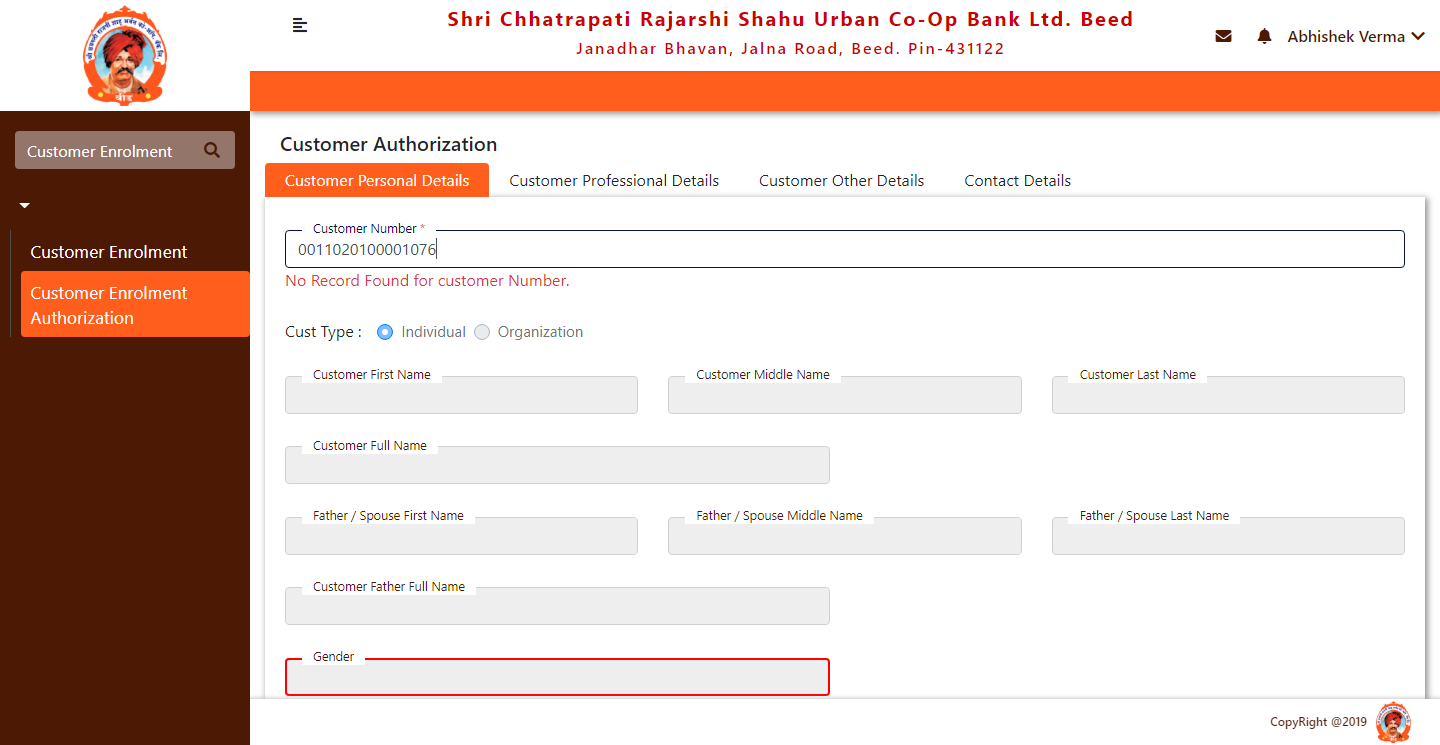 Shri Chhatrapati Rajarshi Shahu Urban Co-Op Bank Ltd. Beed
Janadhar Bhavan, Jalna Road, Beed. Pin-431122
Abhishek Verma
बीड
Customer Enrolment
Customer Enrolment
Customer Enrolment
Authorization
Customer Authorization
Customer Personal Details
Customer Professional Details
Customer Other Details
Contact Details
Customer Number *
0011020100001076
No Record Found for customer Number.
Cust Type : Individual Organization
Customer First Name
Customer Middle Name
Customer Last Name
Customer Full Name
Father / Spouse First Name
Father / Spouse Middle Name
Father / Spouse Last Name
Customer Father Full Name
Gender
CopyRight @2019